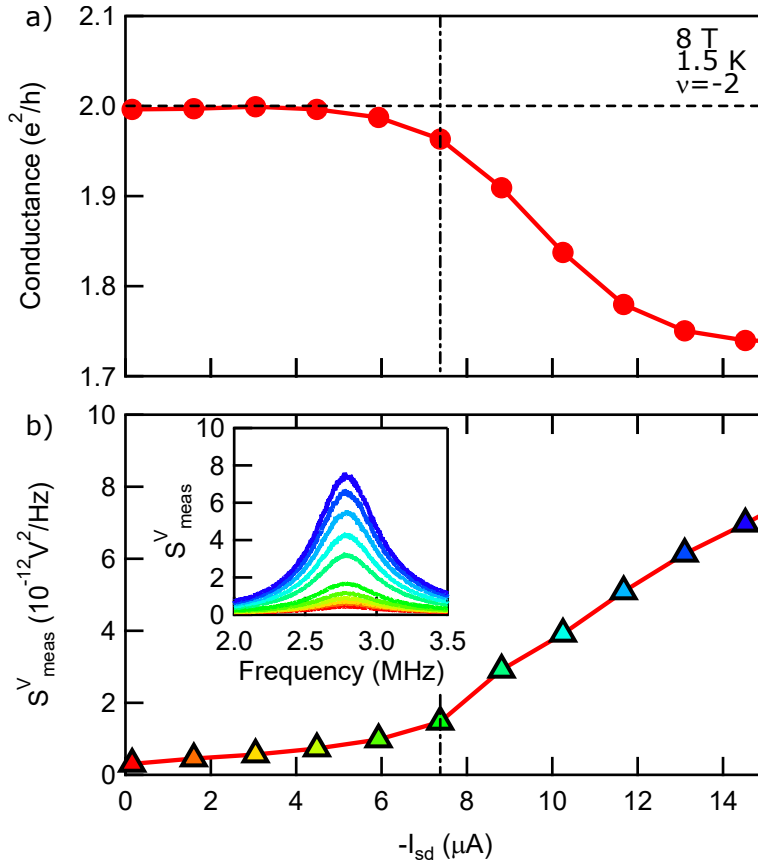 a)
2.1
2.0
1.9
1.8
1.7
Conductance (e²/h)
8 T
1.5 K
ν=-2
b)
10
8
6
4
2
0
S^V_meas (10⁻¹²V²/Hz)
10
8
6
4
2
0
S^V_meas
2.0 2.5 3.0 3.5
Frequency (MHz)
0 2 4 6 8 10 12 14
-I_sd (μA)